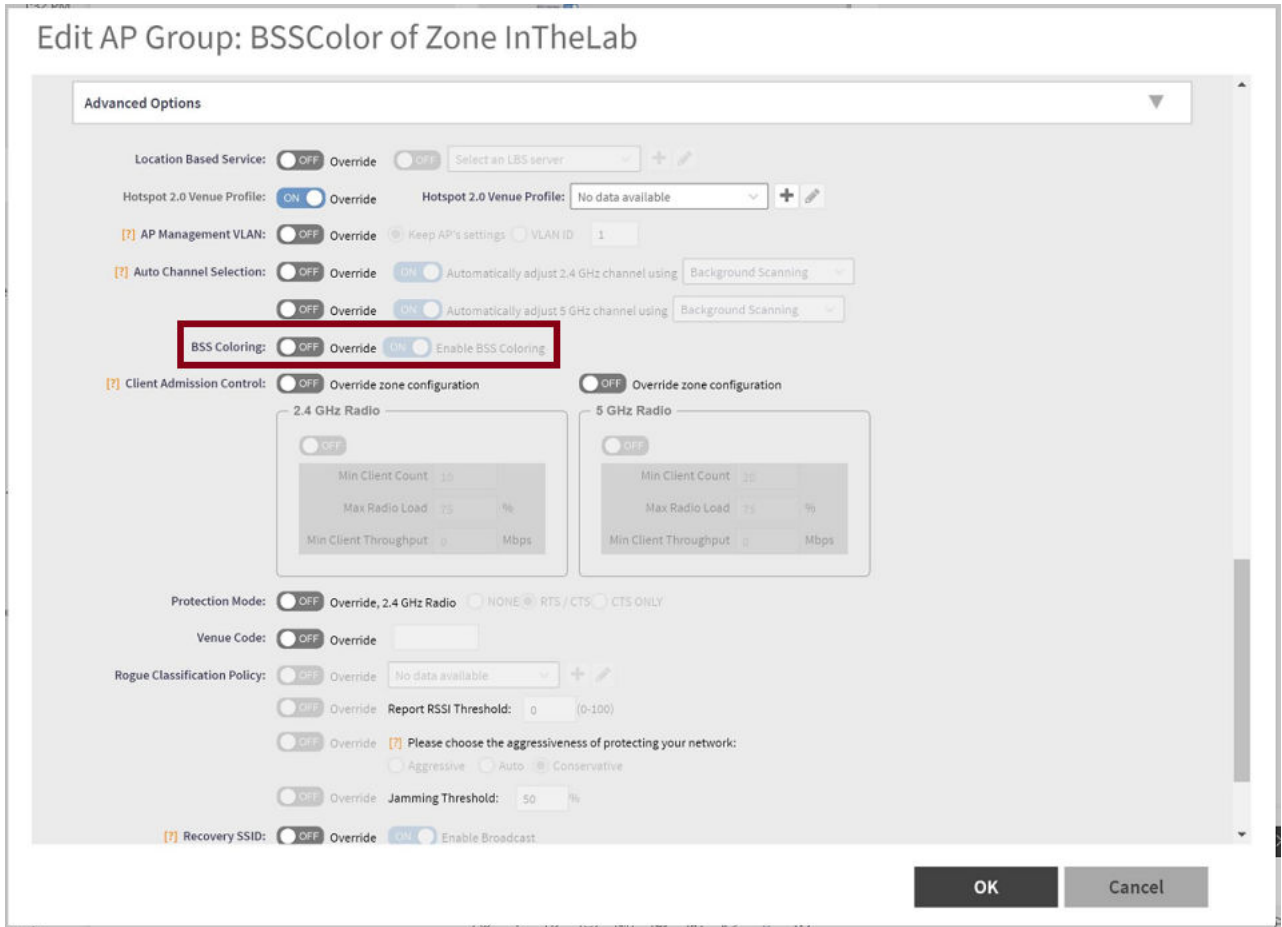 Edit AP Group: BSSColor of Zone InTheLab
Advanced Options
Location Based Service: OFF Override OFF Select an LBS server
Hotspot 2.0 Venue Profile: ON Override Hotspot 2.0 Venue Profile: No data available
[?] AP Management VLAN: OFF Override Keep AP's settings VLAN ID 1
[?] Auto Channel Selection: OFF Override ON Automatically adjust 2.4 GHz channel using Background Scanning
OFF Override ON Automatically adjust 5 GHz channel using Background Scanning
BSS Coloring: OFF Override ON Enable BSS Coloring
[?] Client Admission Control: OFF Override zone configuration OFF Override zone configuration
2.4 GHz Radio 5 GHz Radio
OFF OFF
Min Client Count 10 Min Client Count 20
Max Radio Load 75 % Max Radio Load 75 %
Min Client Throughput 0 Mbps Min Client Throughput 0 Mbps
Protection Mode: OFF Override, 2.4 GHz Radio NONE RTS / CTS CTS ONLY
Venue Code: OFF Override
Rogue Classification Policy: OFF Override No data available
OFF Override Report RSSI Threshold: 0 (0-100)
OFF Override [?] Please choose the aggressiveness of protecting your network:
Aggressive Auto Conservative
OFF Override Jamming Threshold: 50 %
[?] Recovery SSID: OFF Override ON Enable Broadcast
OK Cancel